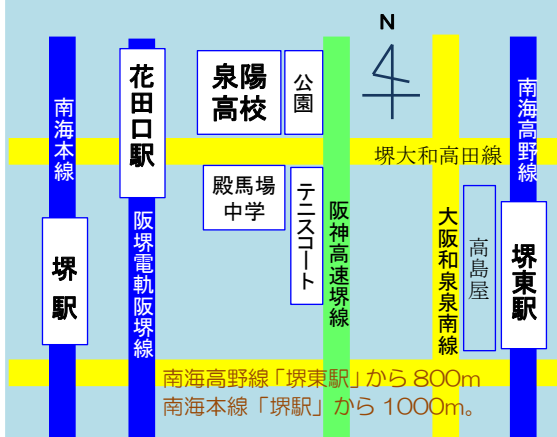 N
花田口駅
泉陽
高校
公園
南海本線
南海高野線
堺大和高田線
殿馬場
中学
テニスコート
阪神高速堺線
大阪和泉泉南線
高島屋
堺東駅
堺駅
阪堺電軌阪堺線
南海高野線「堺東駅」から800m
南海本線「堺駅」から1000m。